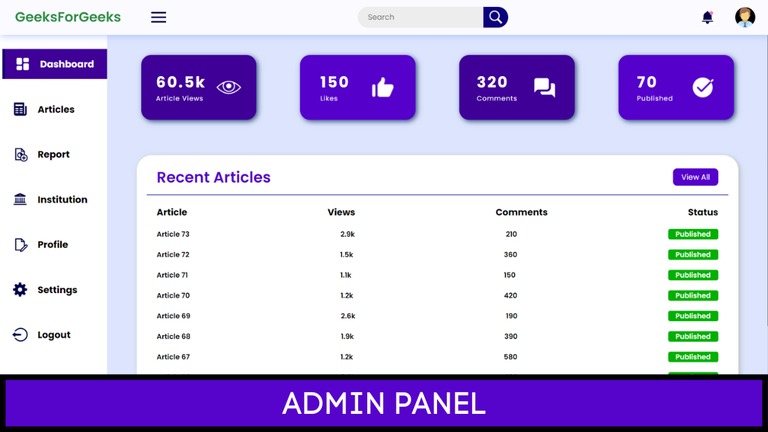 GeeksForGeeks
Search
Dashboard
Articles
Report
Institution
Profile
Settings
Logout
60.5k
Article Views
150
Likes
320
Comments
70
Published
Recent Articles
View All
Article Views Comments Status
Article 73 2.9k 210 Published
Article 72 1.5k 360 Published
Article 71 1.1k 150 Published
Article 70 1.2k 420 Published
Article 69 2.6k 190 Published
Article 68 1.9k 390 Published
Article 67 1.2k 580 Published
ADMIN PANEL